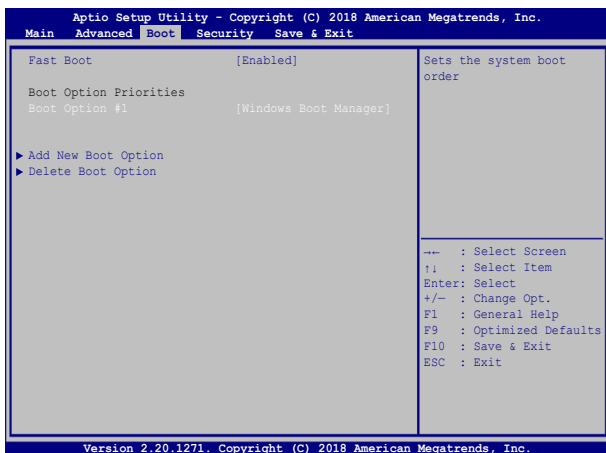 Aptio Setup Utility - Copyright (C) 2018 American Megatrends, Inc.
Main Advanced Boot Security Save & Exit
Fast Boot [Enabled]
Boot Option Priorities
Boot Option #1 [Windows Boot Manager]
▶ Add New Boot Option
▶ Delete Boot Option
Sets the system boot
order
→← : Select Screen
↑↓ : Select Item
Enter: Select
+/— : Change Opt.
F1 : General Help
F9 : Optimized Defaults
F10 : Save & Exit
ESC : Exit
Version 2.20.1271. Copyright (C) 2018 American Megatrends, Inc.